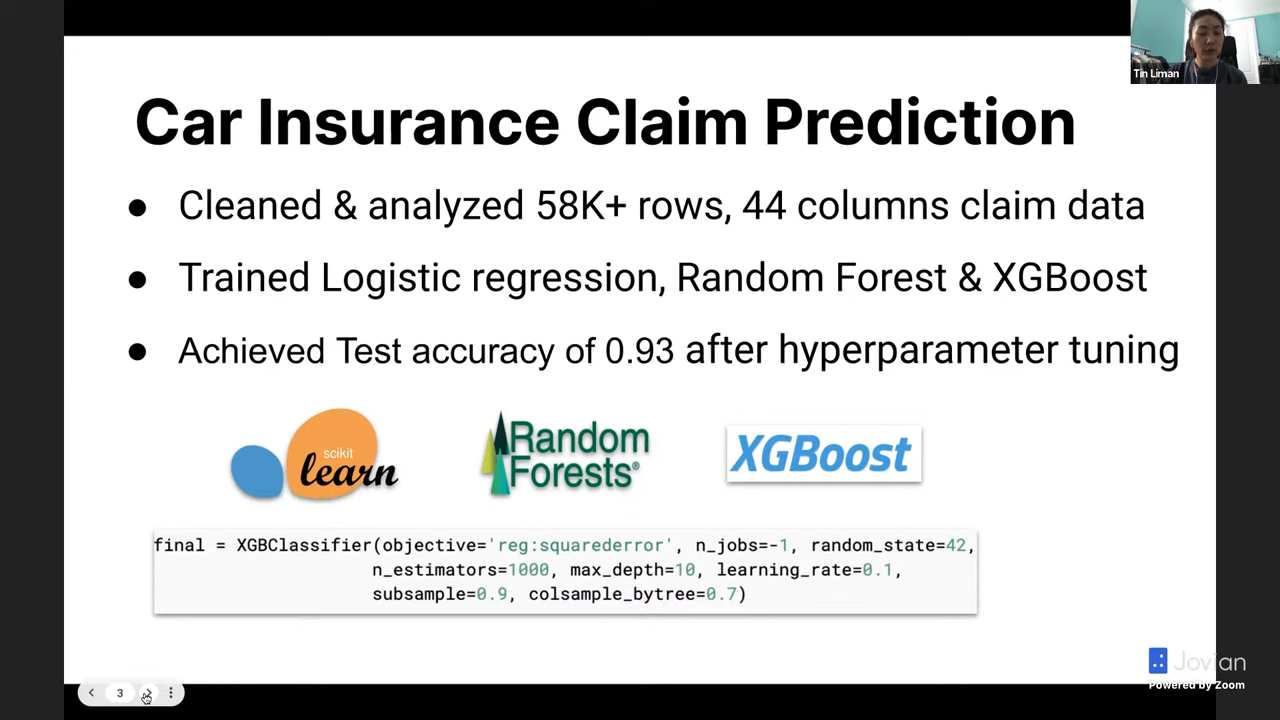 Tin Liman
Car Insurance Claim Prediction
● Cleaned & analyzed 58K+ rows, 44 columns claim data
● Trained Logistic regression, Random Forest & XGBoost
● Achieved Test accuracy of 0.93 after hyperparameter tuning
scikit
learn
Random
Forests®
XGBoost
final = XGBClassifier(objective='reg:squarederror', n_jobs=-1, random_state=42,
n_estimators=1000, max_depth=10, learning_rate=0.1,
subsample=0.9, colsample_bytree=0.7)
Jovian
Powered by Zoom
3